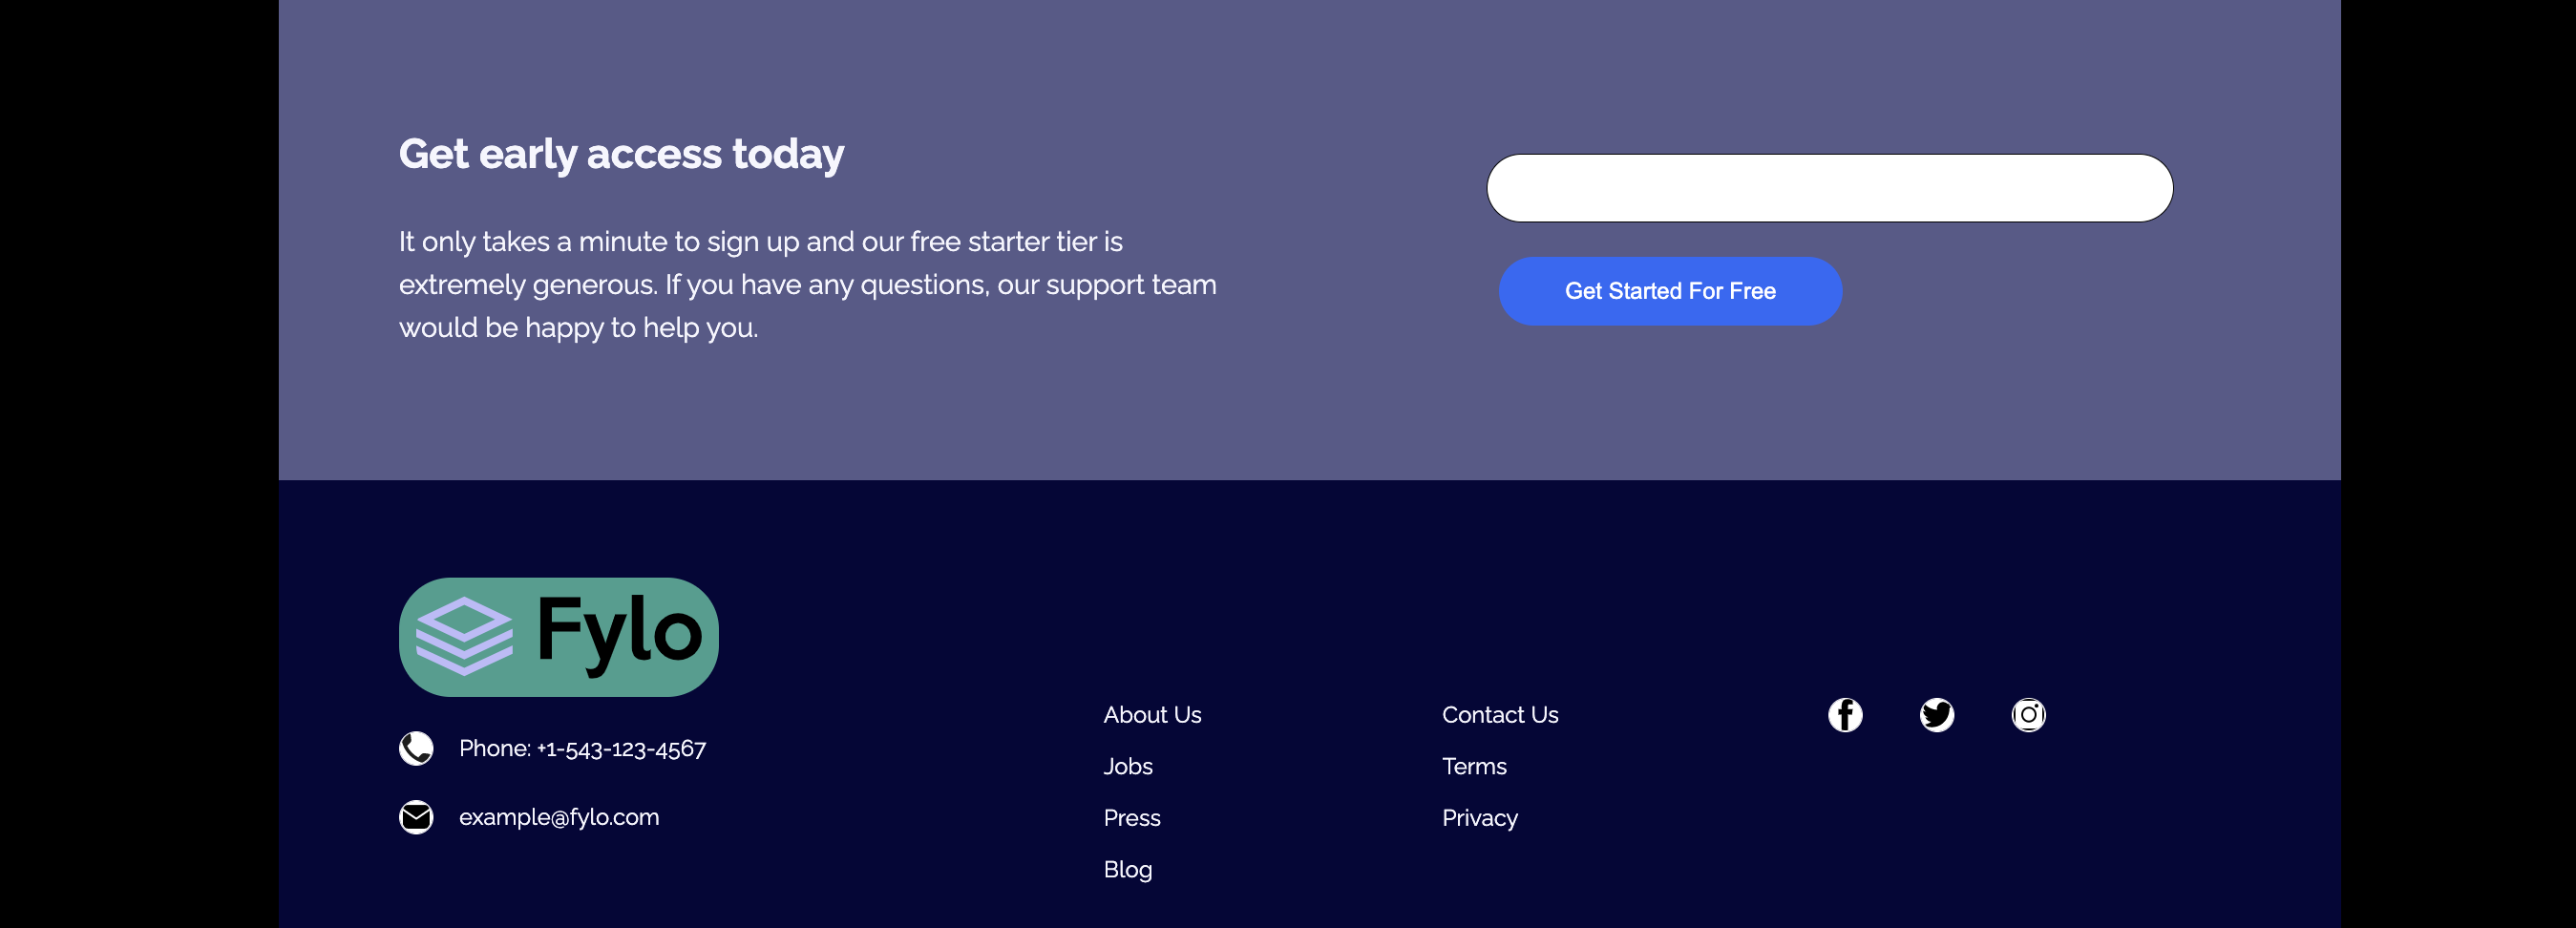 Get early access today
It only takes a minute to sign up and our free starter tier is
extremely generous. If you have any questions, our support team
would be happy to help you.
Get Started For Free
Fylo
Phone: +1-543-123-4567
example@fylo.com
About Us
Jobs
Press
Blog
Contact Us
Terms
Privacy